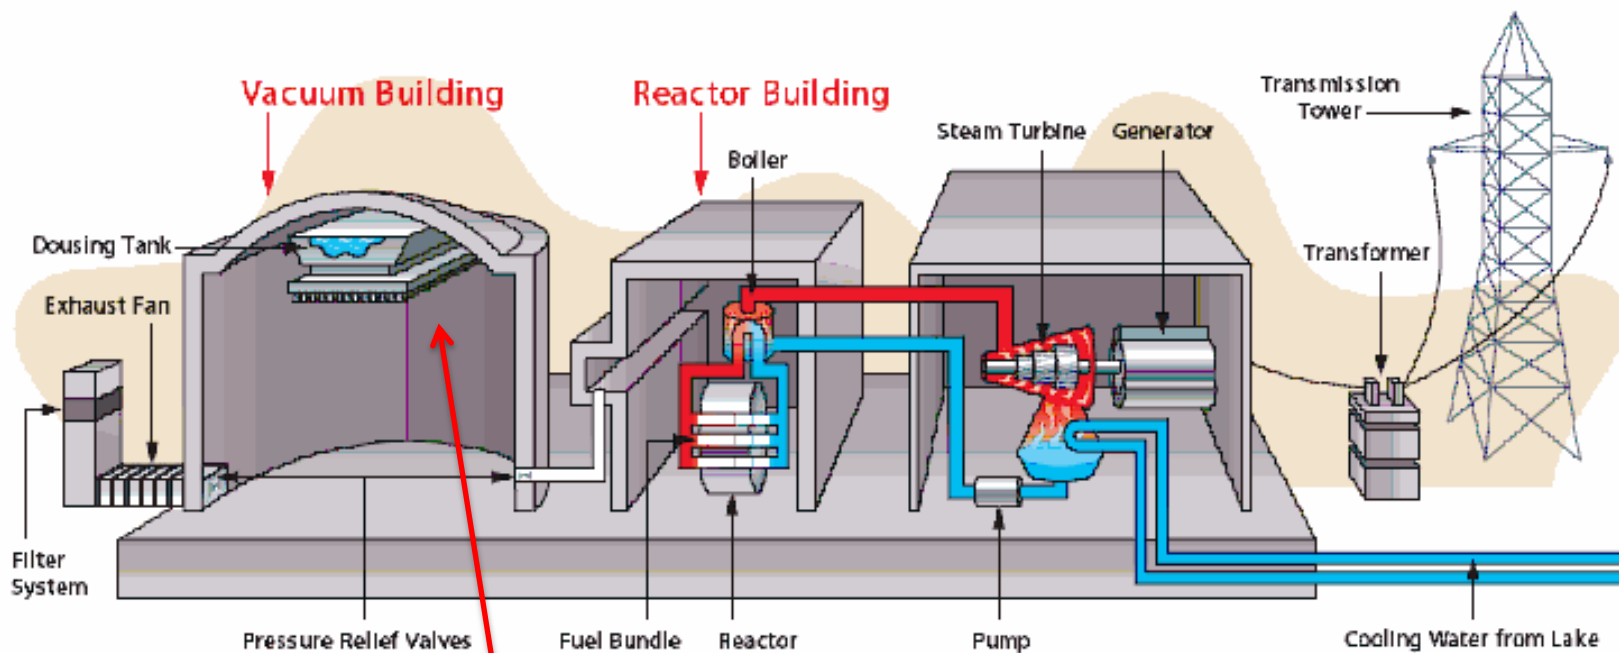 Vacuum Building
Reactor Building
Transmission
Tower
Steam Turbine
Generator
Boiler
Dousing Tank
Transformer
Exhaust Fan
Filter
System
Pressure Relief Valves
Fuel Bundle
Reactor
Pump
Cooling Water from Lake